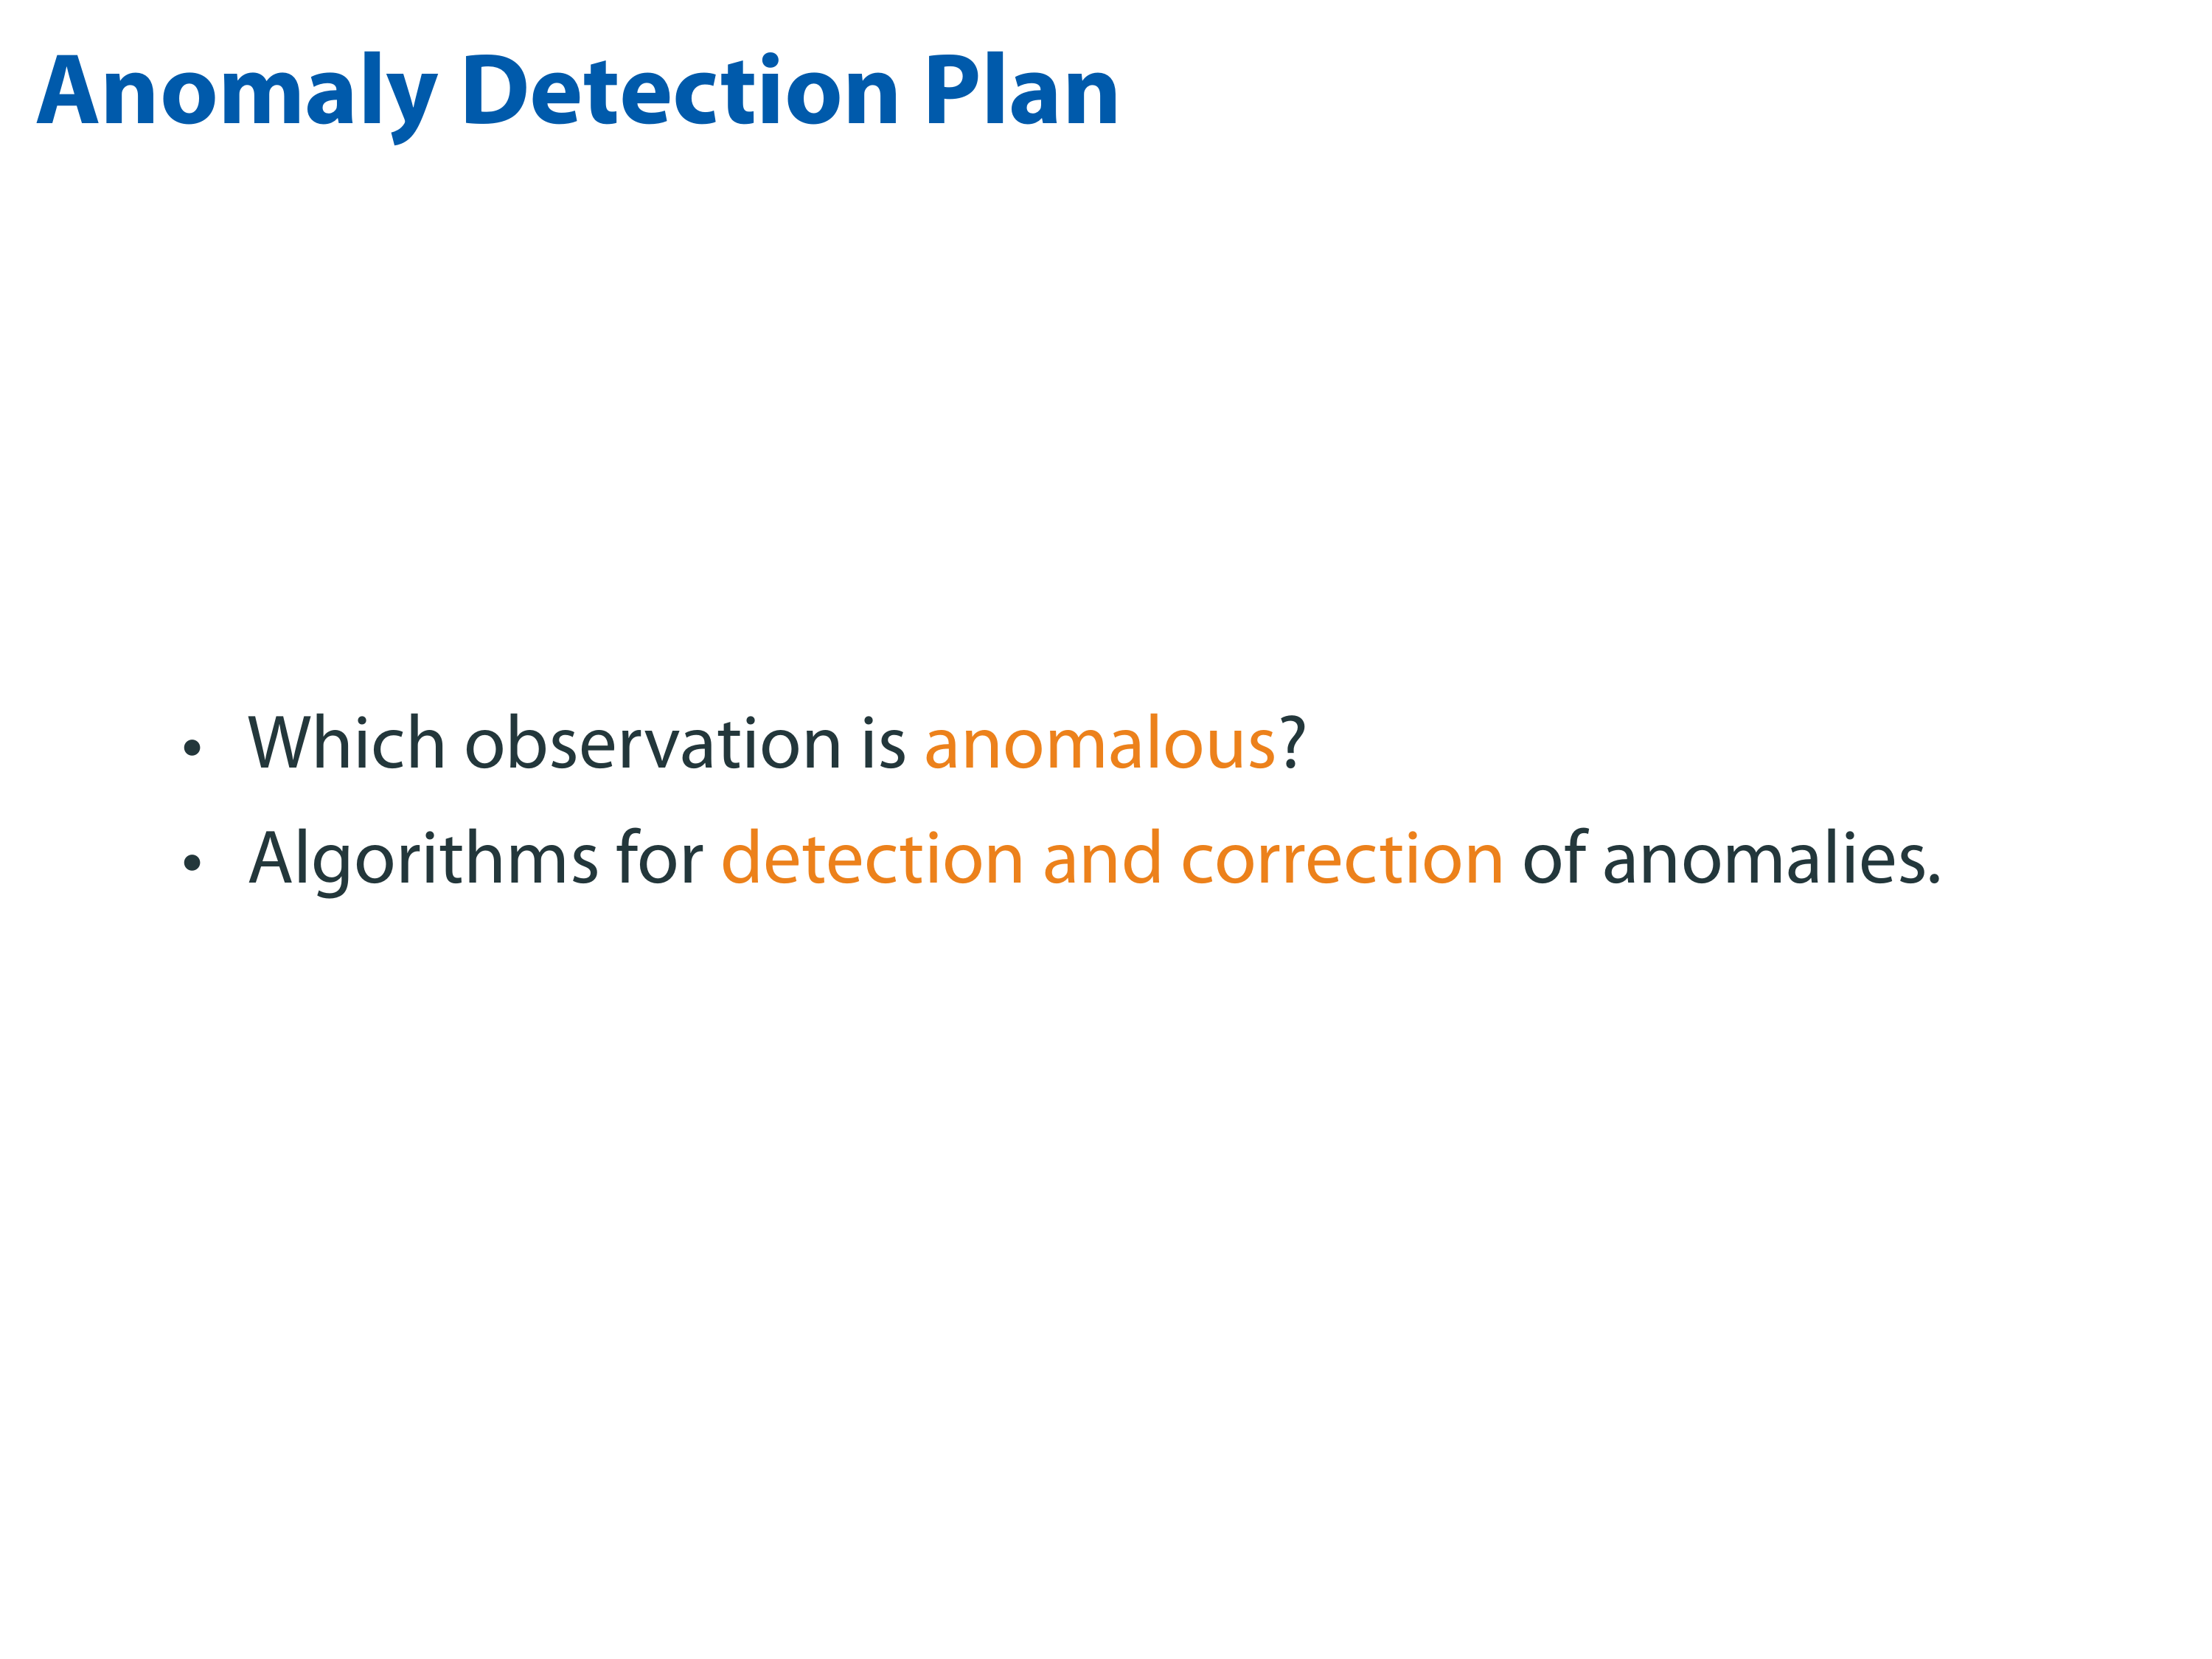 Anomaly Detection Plan
• Which observation is anomalous?
• Algorithms for detection and correction of anomalies.